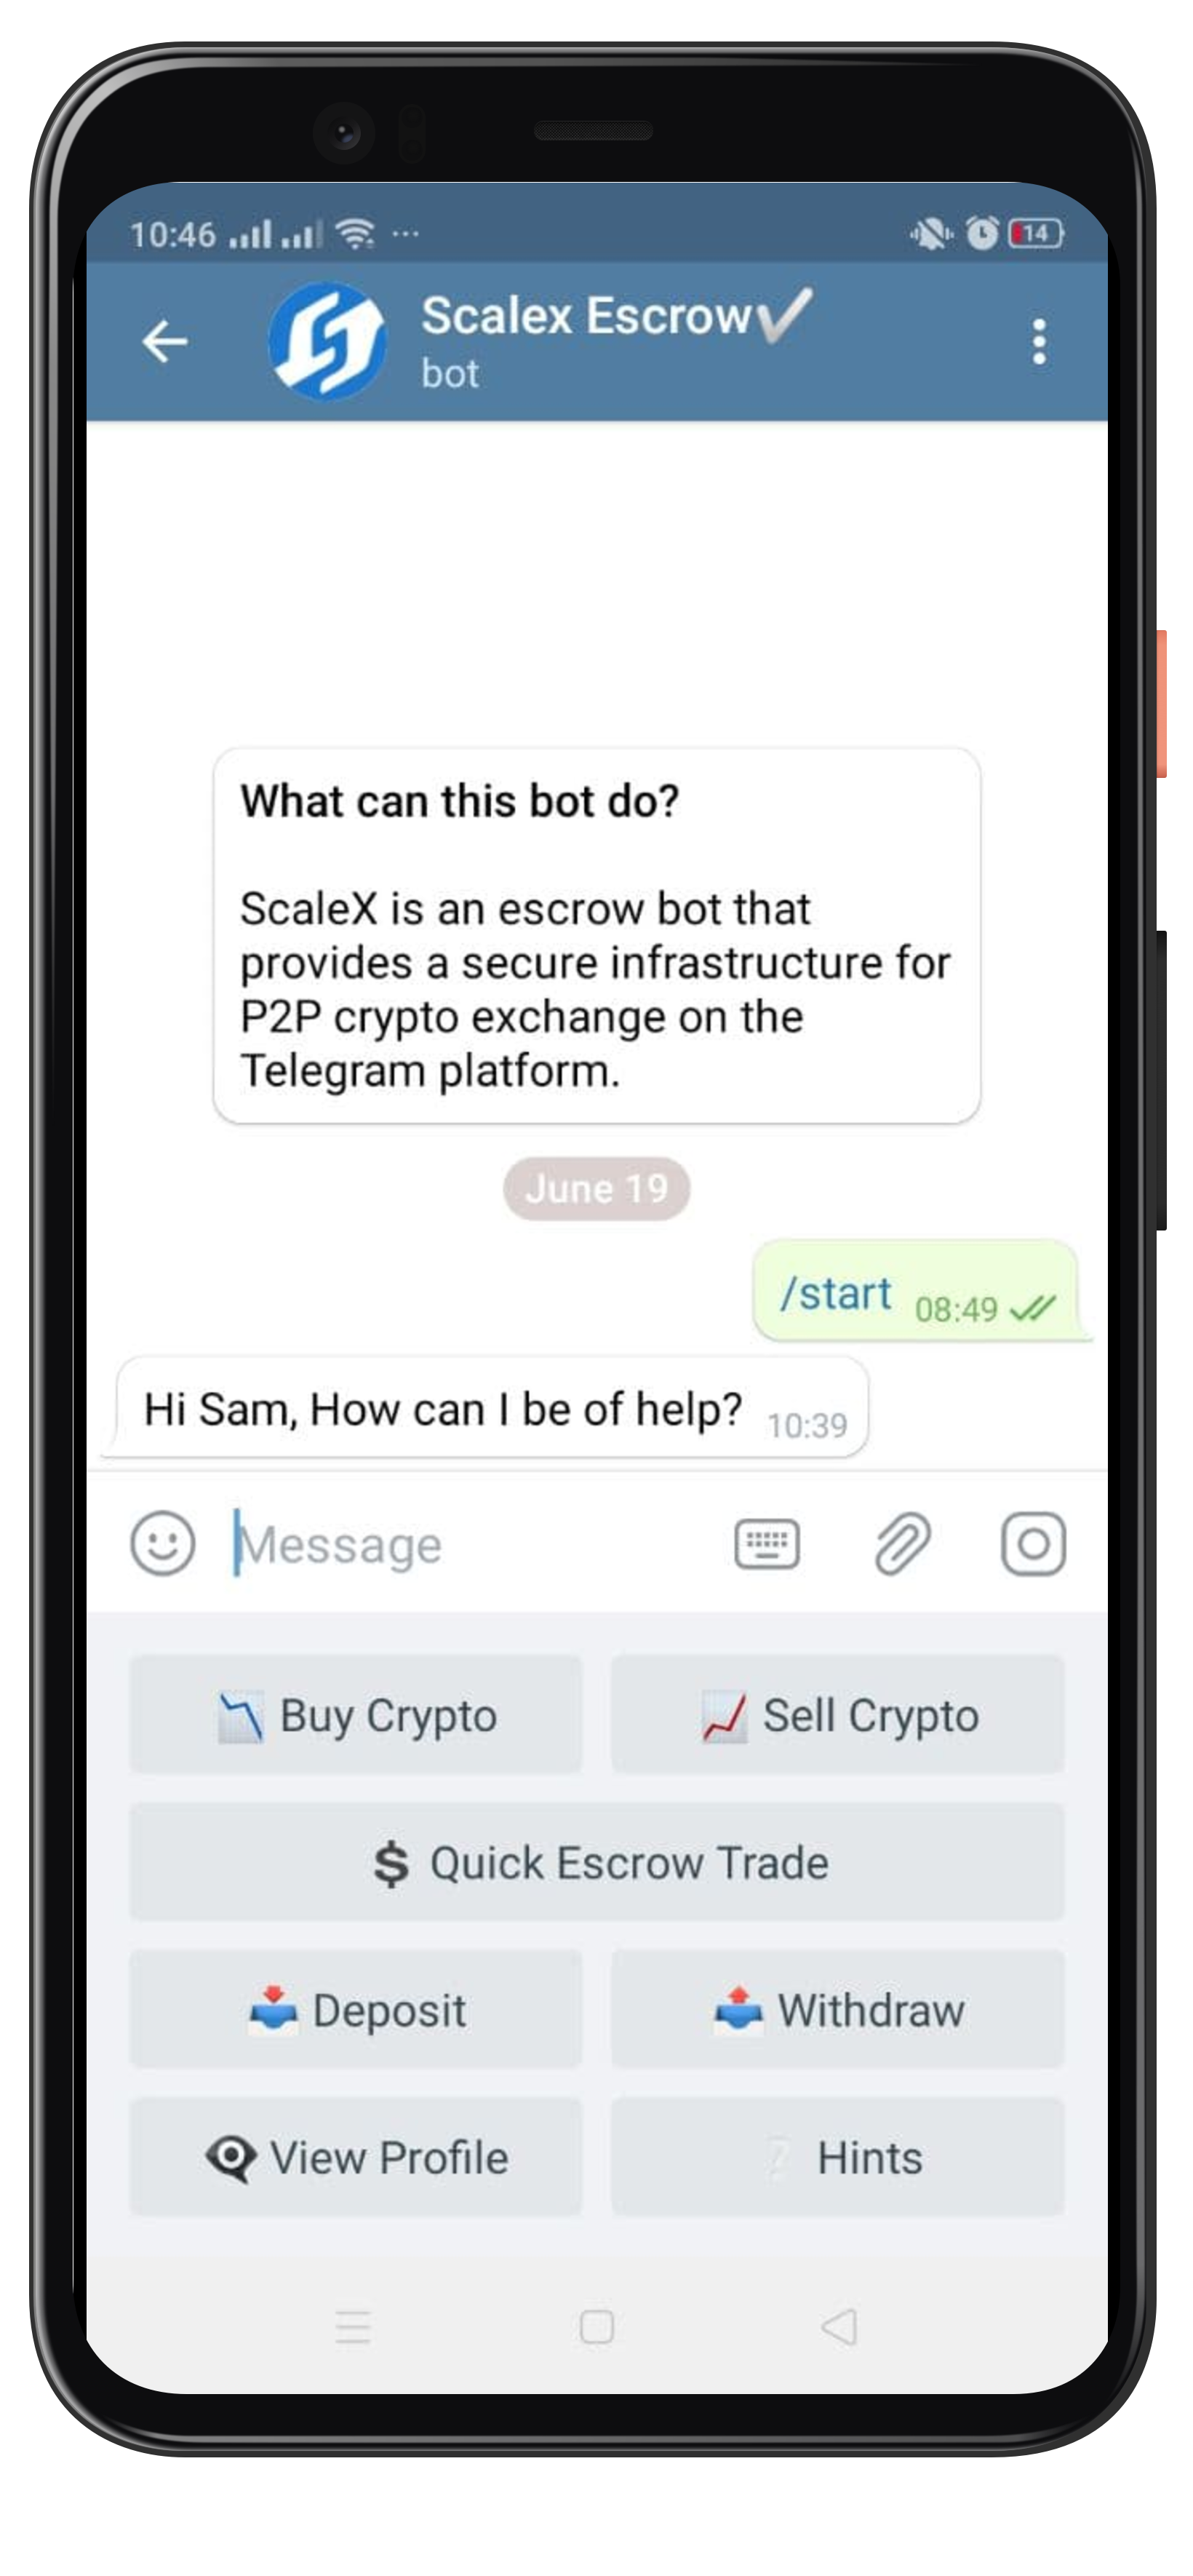 10:46
14
Scalex Escrow✔
bot
What can this bot do?
ScaleX is an escrow bot that
provides a secure infrastructure for
P2P crypto exchange on the
Telegram platform.
June 19
/start 08:49
Hi Sam, How can I be of help? 10:39
Message
Buy Crypto
Sell Crypto
$ Quick Escrow Trade
Deposit
Withdraw
View Profile
? Hints